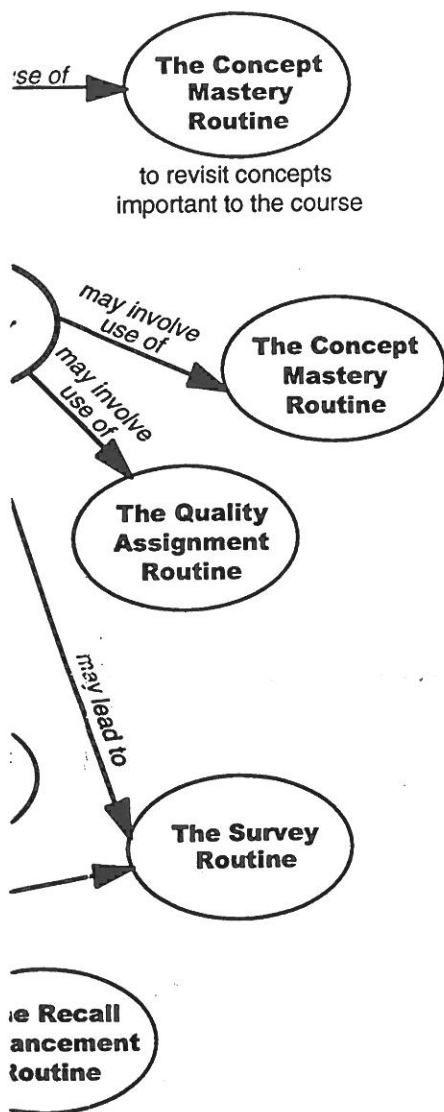 use of
The Concept
Mastery
Routine
to revisit concepts
important to the course
may involve
use of
The Concept
Mastery
Routine
may involve
use of
The Quality
Assignment
Routine
may lead to
The Survey
Routine
e Recall
ancement
Routine